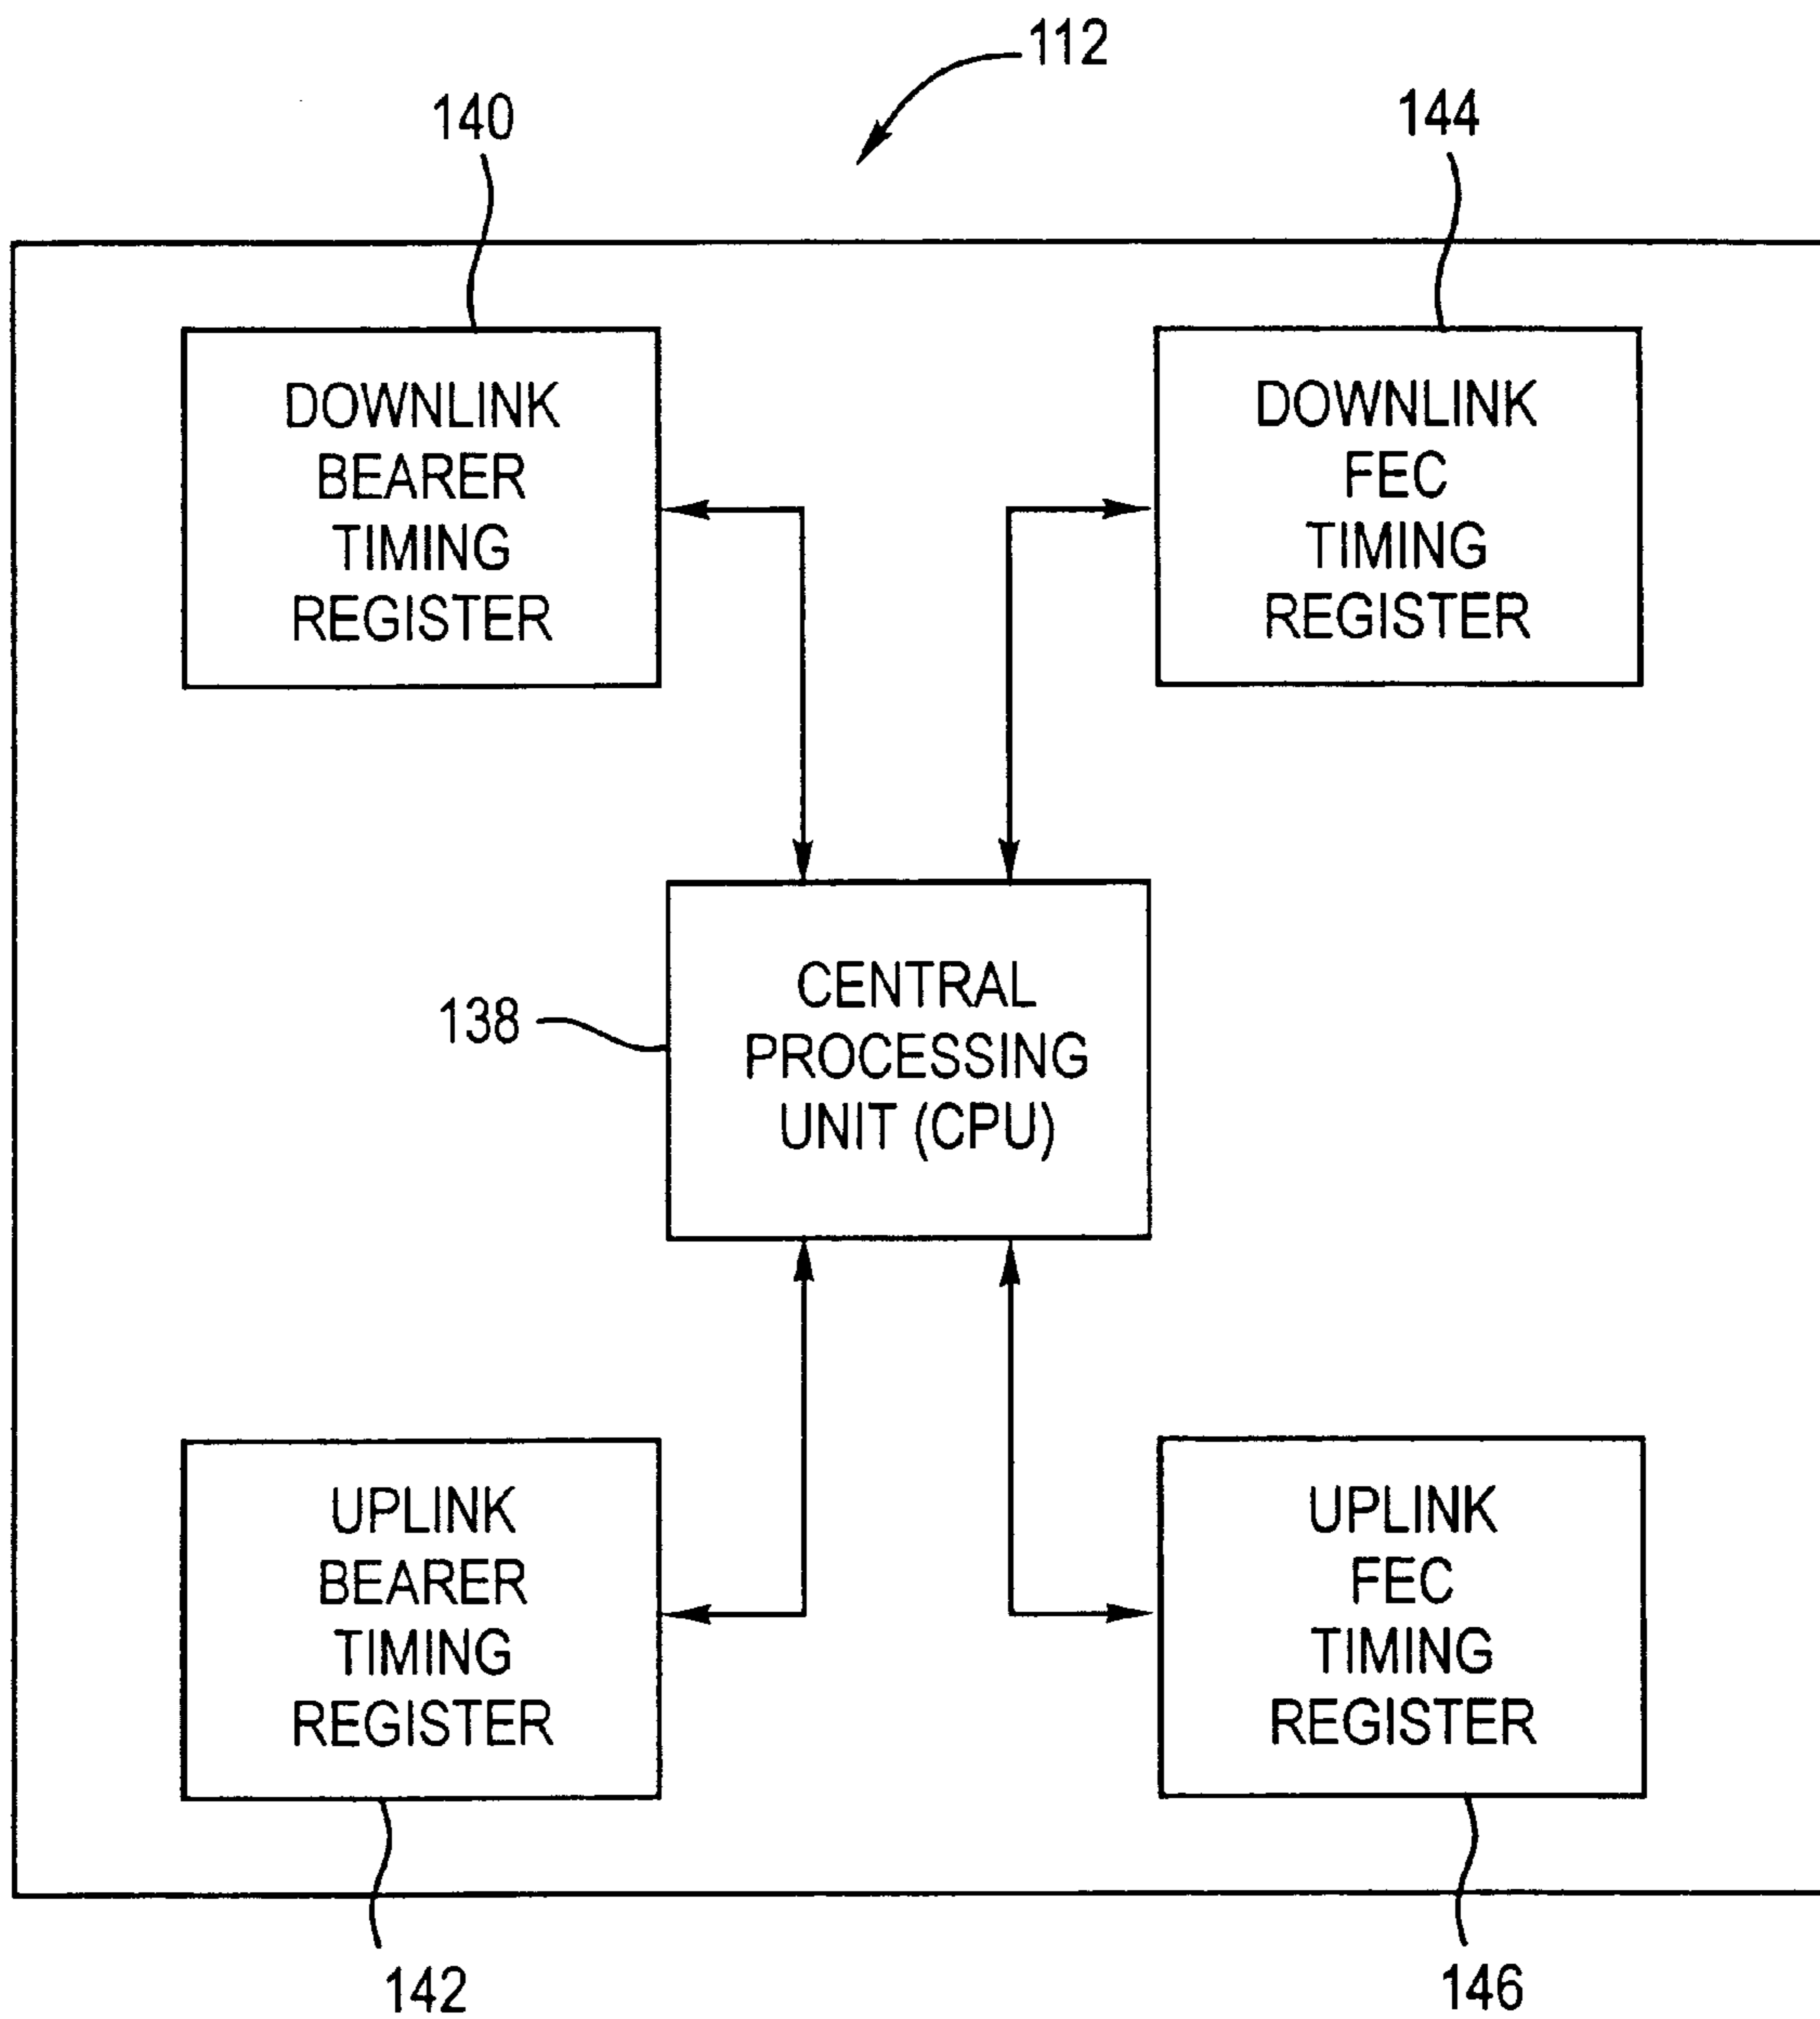 112
140
144
DOWNLINK
BEARER
TIMING
REGISTER
DOWNLINK
FEC
TIMING
REGISTER
138
CENTRAL
PROCESSING
UNIT (CPU)
UPLINK
BEARER
TIMING
REGISTER
UPLINK
FEC
TIMING
REGISTER
142
146